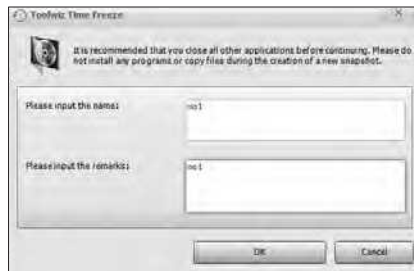 Toolwiz Time Freeze
It is recommended that you close all other applications before continuing. Please do
not install any programs or copy files during the creation of a new snapshot.
Please input the name:
no1
Please input the remarks:
no1
OK
Cancel